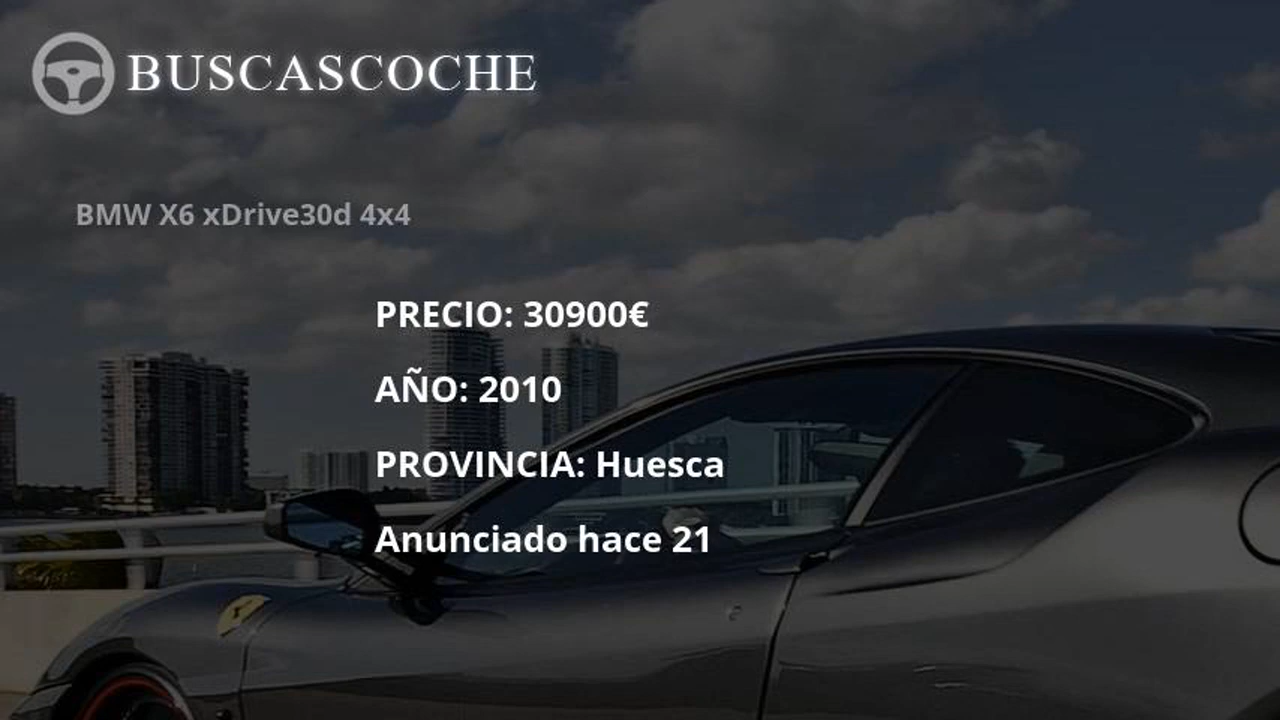 BUSCASCOCHE
BMW X6 xDrive30d 4x4
PRECIO: 30900€
AÑO: 2010
PROVINCIA: Huesca
Anunciado hace 21